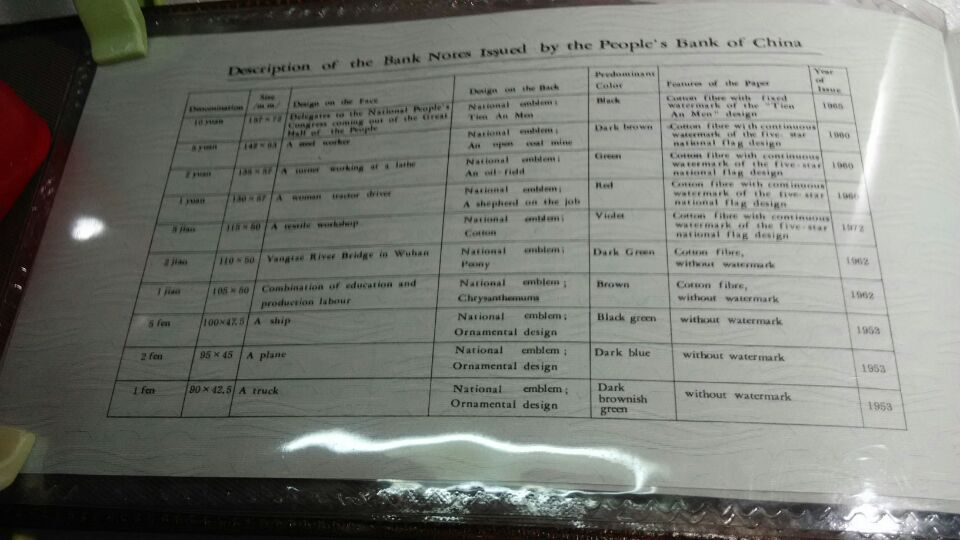 Description of the Bank Notes Issued by the People's Bank of China
Denomination Size /m m/ Design on the Face Design on the Back Predominant Color Features of the Paper Year of Issue
10 yuan Delegates to the National People's Congress coming out of the Great Hall of the People National emblem; Tien An Men Black Cotton fibre with fixed watermark of the "Tien An Men" design 1965
5 yuan A steel worker National emblem; An open coal mine Dark brown Cotton fibre with continuous watermark of the five-star national flag design 1960
2 yuan A turner working at a lathe National emblem; An oil-field Green Cotton fibre with continuous watermark of the five-star national flag design 1960
1 yuan A woman tractor driver National emblem; A shepherd on the job Red Cotton fibre with continuous watermark of the five-star national flag design 1960
5 jiao A textile workshop National emblem; Cotton Violet Cotton fibre with continuous watermark of the five-star national flag design 1972
2 jiao 110×50 Yangtze River Bridge in Wuhan National emblem; Peony Dark Green Cotton fibre, without watermark 1962
1 jiao 105×50 Combination of education and production labour National emblem; Chrysanthemums Brown Cotton fibre, without watermark 1962
5 fen 100×47.5 A ship National emblem; Ornamental design Black green without watermark 1953
2 fen 95×45 A plane National emblem; Ornamental design Dark blue without watermark 1953
1 fen 90×42.5 A truck National emblem; Ornamental design Dark brownish green without watermark 1953